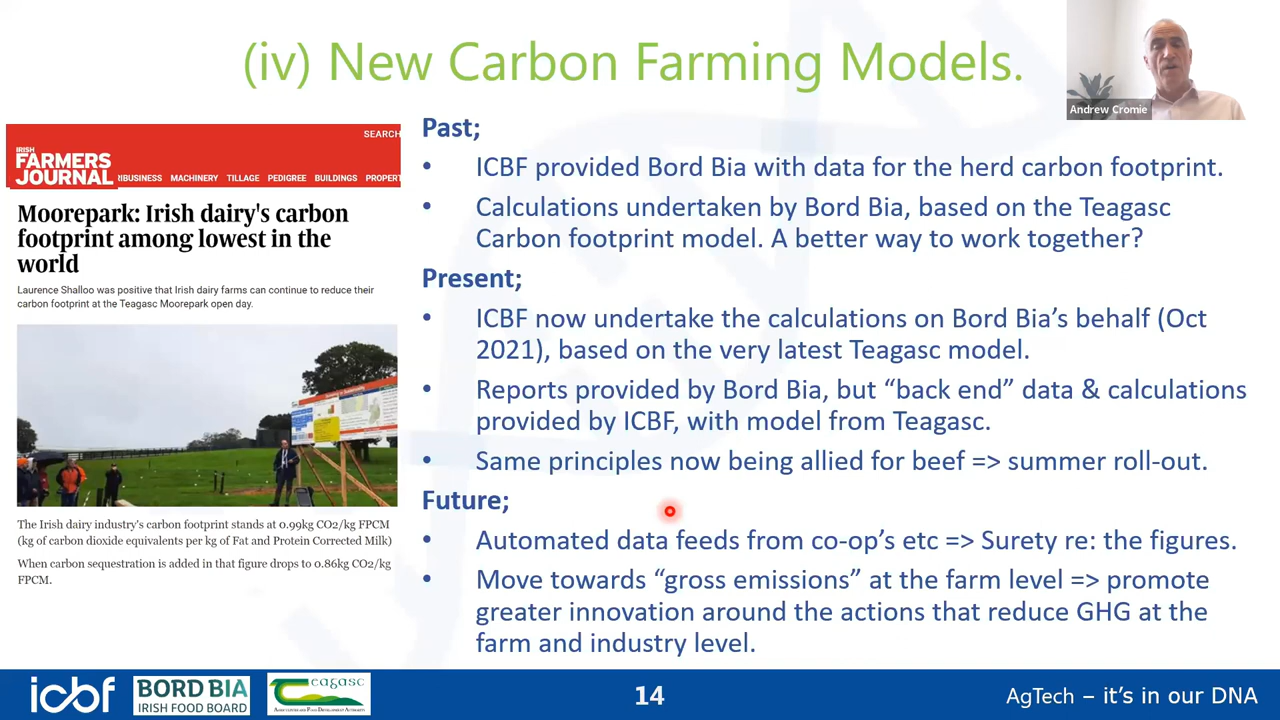 (iv) New Carbon Farming Models.
Andrew Cromie
SEARCH
IRISH
FARMERS
JOURNAL
RIBUSINESS MACHINERY TILLAGE PEDIGREE BUILDINGS PROPERT
Moorepark: Irish dairy's carbon
footprint among lowest in the
world
Laurence Shalloo was positive that Irish dairy farms can continue to reduce their
carbon footprint at the Teagasc Moorepark open day.
The Irish dairy industry's carbon footprint stands at 0.99kg CO2/kg FPCM
(kg of carbon dioxide equivalents per kg of Fat and Protein Corrected Milk)
When carbon sequestration is added in that figure drops to 0.86kg CO2/kg
FPCM.
Past;
• ICBF provided Bord Bia with data for the herd carbon footprint.
• Calculations undertaken by Bord Bia, based on the Teagasc
Carbon footprint model. A better way to work together?
Present;
• ICBF now undertake the calculations on Bord Bia's behalf (Oct
2021), based on the very latest Teagasc model.
• Reports provided by Bord Bia, but “back end” data & calculations
provided by ICBF, with model from Teagasc.
• Same principles now being allied for beef => summer roll-out.
Future;
• Automated data feeds from co-op's etc => Surety re: the figures.
• Move towards “gross emissions” at the farm level => promote
greater innovation around the actions that reduce GHG at the
farm and industry level.
icbf
BORD BIA
IRISH FOOD BOARD
Teagasc
AGRICULTURE AND FOOD DEVELOPMENT AUTHORITY
14
AgTech – it's in our DNA